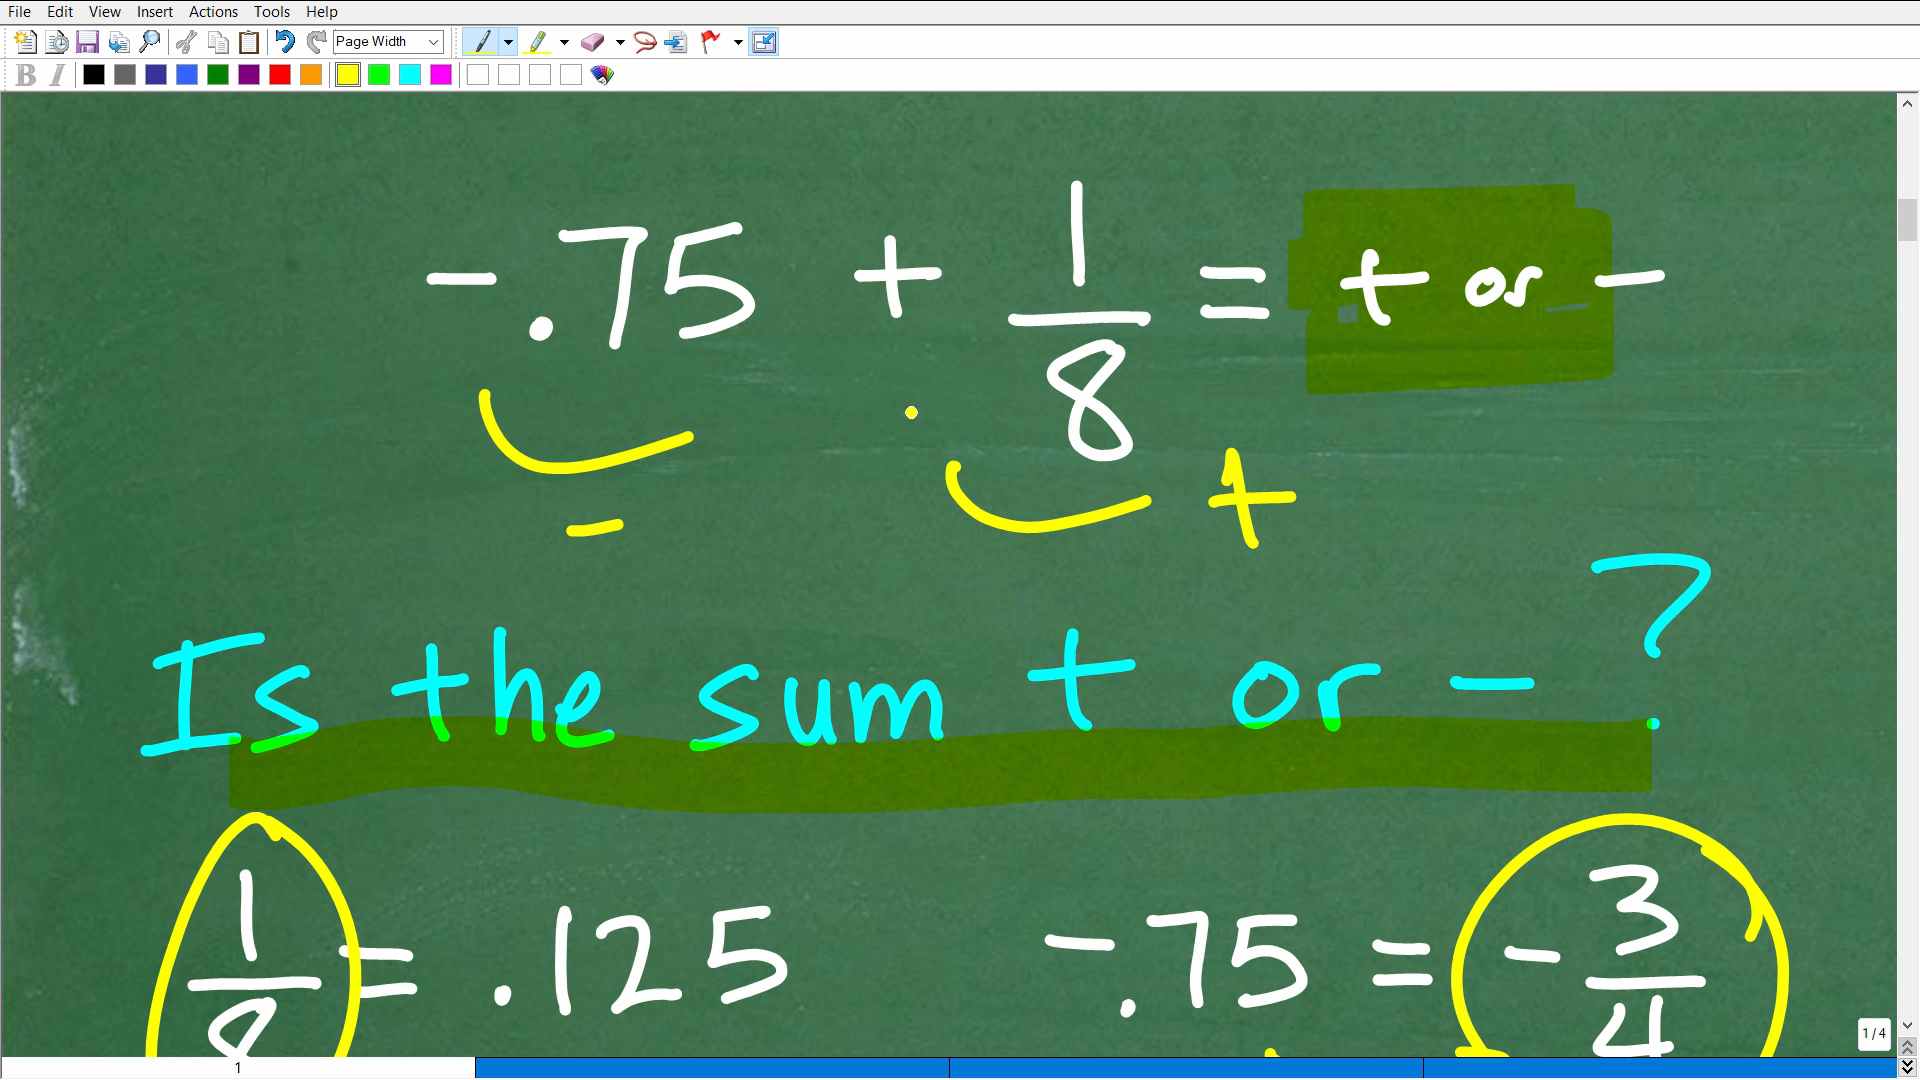 File Edit View Insert Actions Tools Help
Page Width
B I
-.75 + 1/8 = + or -
- +
Is the sum + or - ?
1/8 = .125 -.75 = -3/4
1/4
1